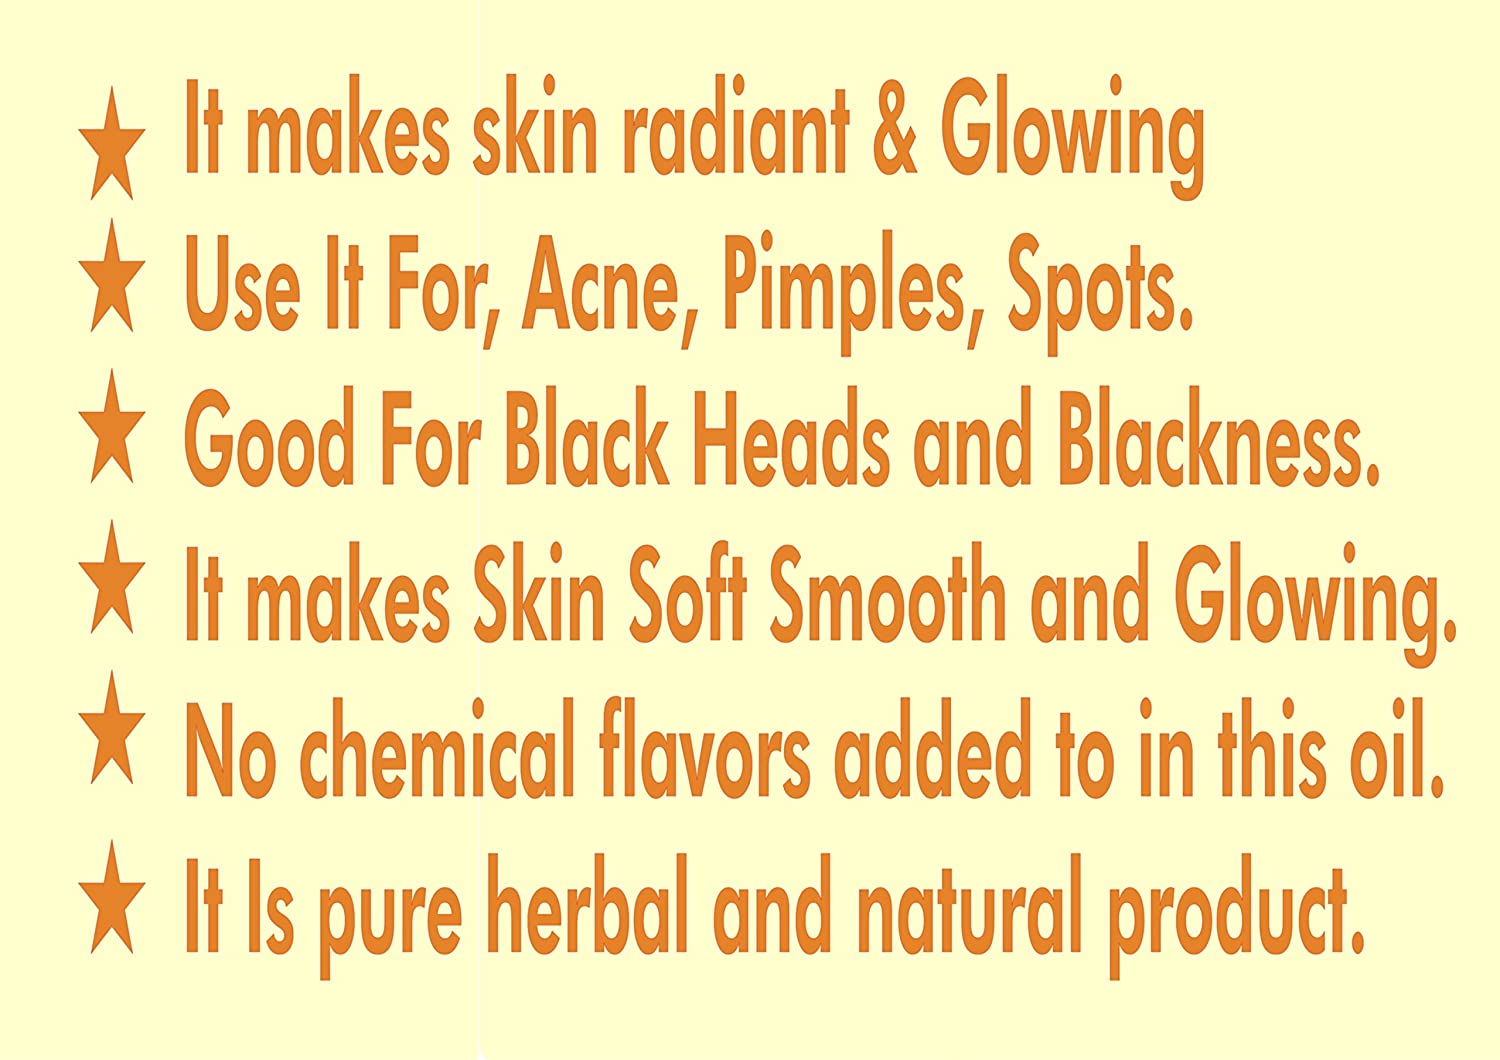 It makes skin radiant & Glowing
Use It For, Acne, Pimples, Spots.
Good For Black Heads and Blackness.
It makes Skin Soft Smooth and Glowing.
No chemical flavors added to in this oil.
It Is pure herbal and natural product.